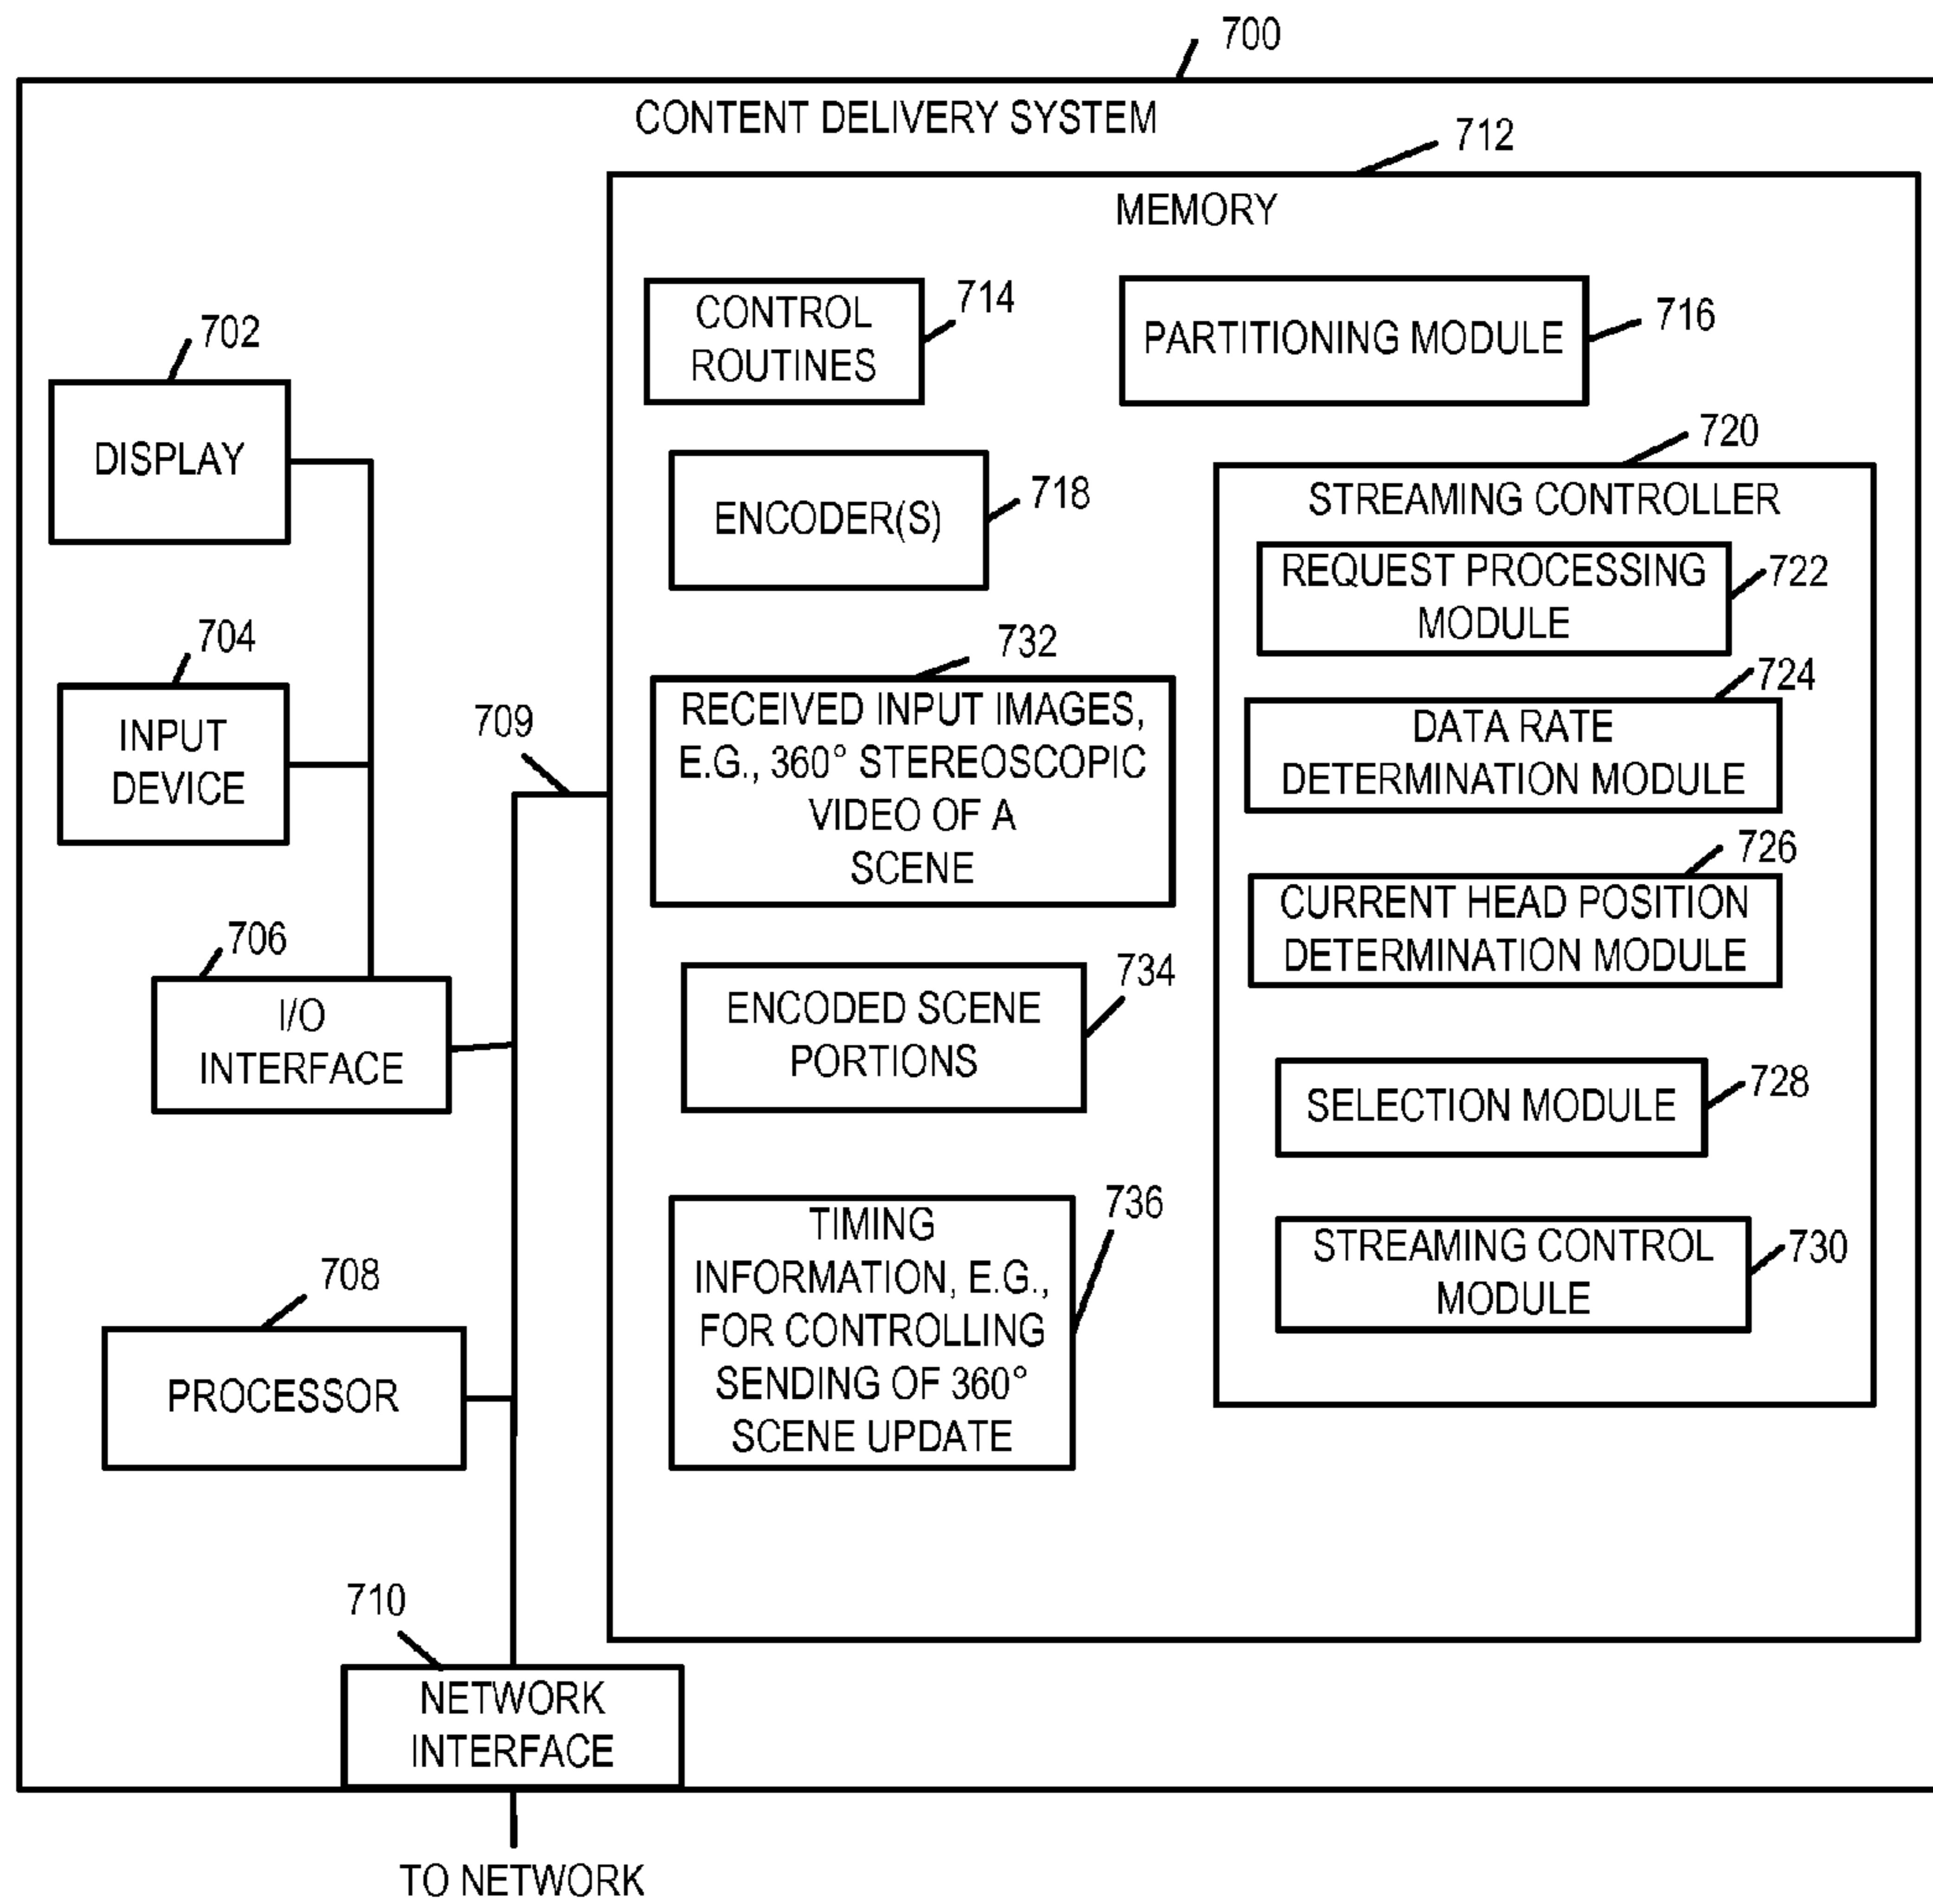 700
CONTENT DELIVERY SYSTEM
712
MEMORY
CONTROL
ROUTINES
714
PARTITIONING MODULE
716
702
DISPLAY
ENCODER(S)
718
720
STREAMING CONTROLLER
REQUEST PROCESSING
MODULE
722
704
INPUT
DEVICE
709
732
RECEIVED INPUT IMAGES,
E.G., 360° STEREOSCOPIC
VIDEO OF A
SCENE
724
DATA RATE
DETERMINATION MODULE
726
CURRENT HEAD POSITION
DETERMINATION MODULE
706
I/O
INTERFACE
734
ENCODED SCENE
PORTIONS
SELECTION MODULE
728
736
TIMING
INFORMATION, E.G.,
FOR CONTROLLING
SENDING OF 360°
SCENE UPDATE
STREAMING CONTROL
MODULE
730
708
PROCESSOR
710
NETWORK
INTERFACE
TO NETWORK